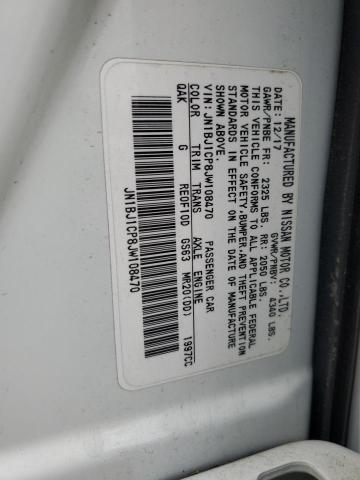 MANUFACTURED BY NISSAN MOTOR CO.,LTD.
DATE: 12/17 GVWR/PNBV: 4340 LBS.
GAWR/PNBE FR: 2325 LBS. RR: 2050 LBS.
THIS VEHICLE CONFORMS TO ALL APPLICABLE FEDERAL
MOTOR VEHICLE SAFETY,BUMPER,AND THEFT PREVENTION
STANDARDS IN EFFECT ON THE DATE OF MANUFACTURE
SHOWN ABOVE.
VIN:JN1BJ1CP8JW108470 PASSENGER CAR
COLOR TRIM TRANS AXLE ENGINE
QAK G RE0F10D GS63 MR20(DD) 1997CC
JN1BJ1CP8JW108470